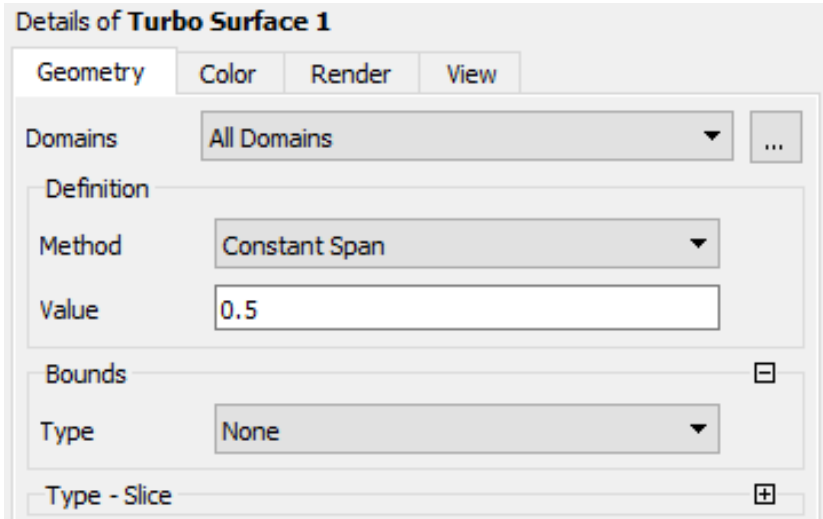 Details of Turbo Surface 1
Geometry Color Render View
Domains All Domains ...
Definition
Method Constant Span
Value 0.5
Bounds
Type None
Type - Slice